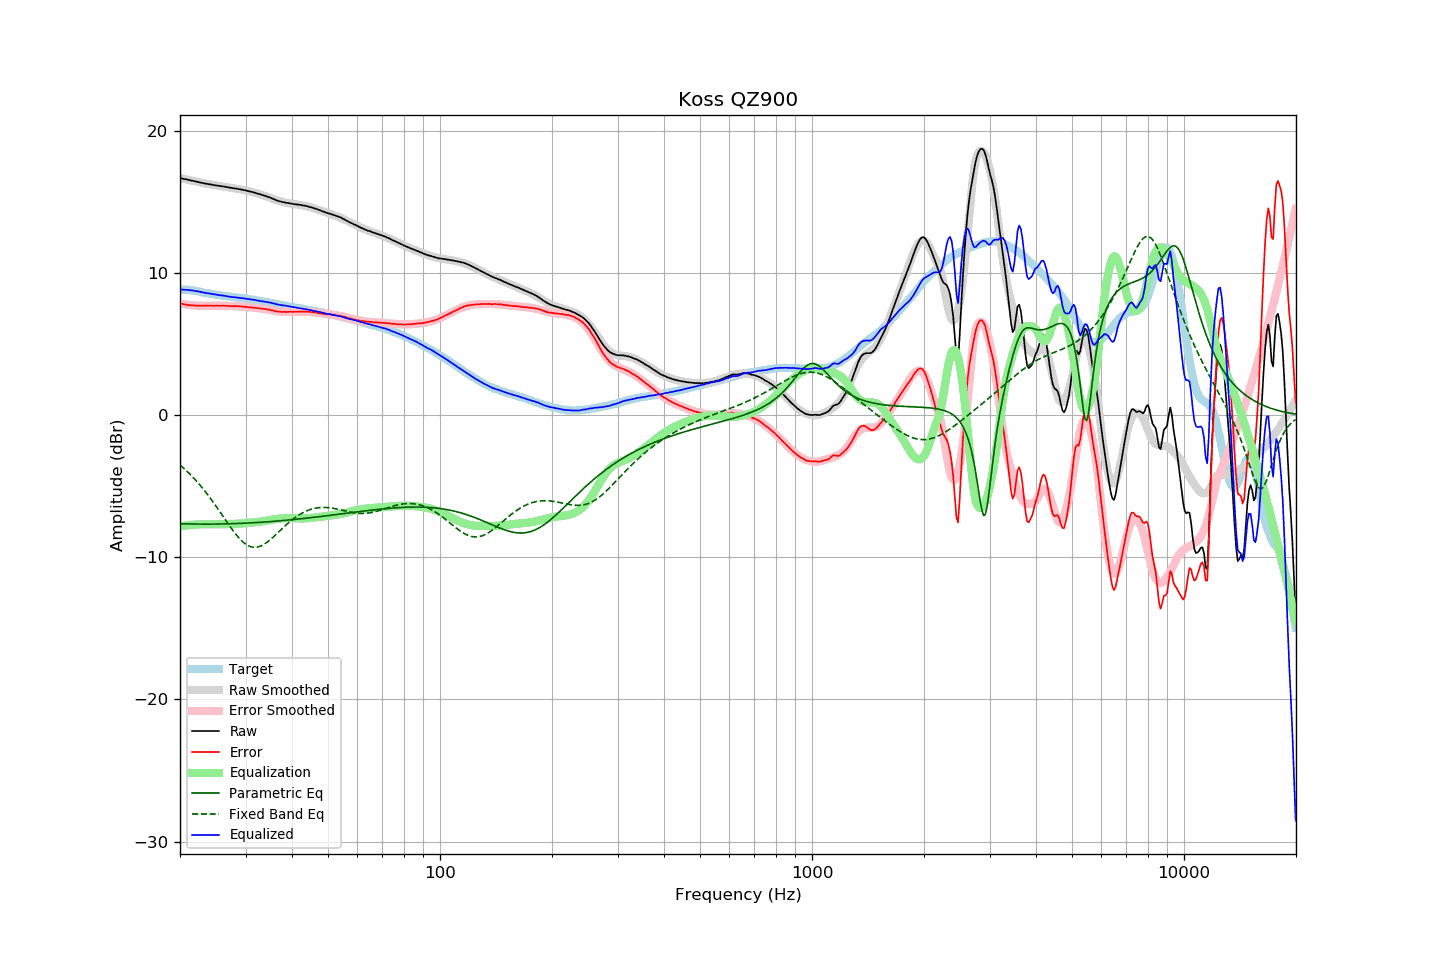 Koss QZ900
20
10
0
−10
−20
−30
Amplitude (dBr)
Target
Raw Smoothed
Error Smoothed
Raw
Error
Equalization
Parametric Eq
Fixed Band Eq
Equalized
100
1000
10000
Frequency (Hz)